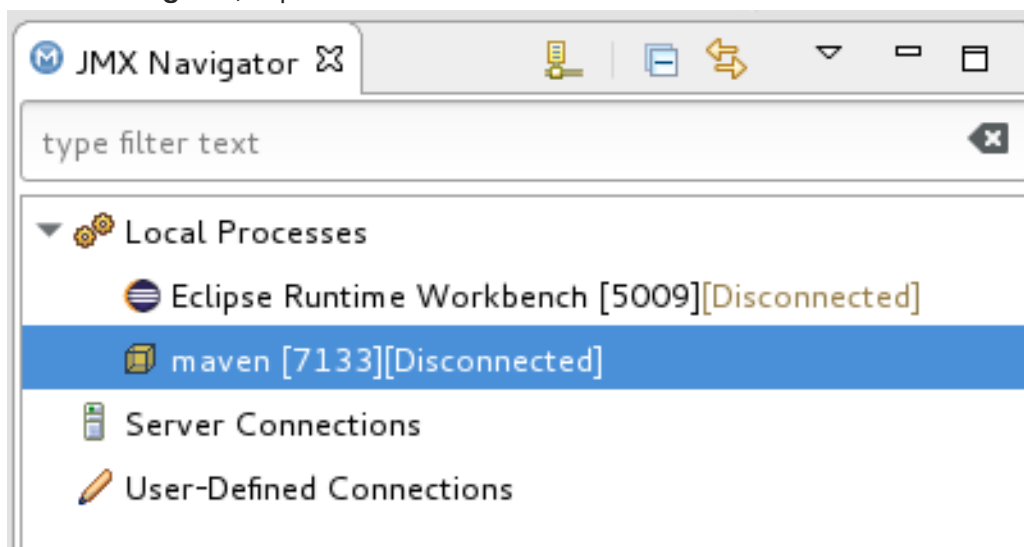 JMX Navigator
type filter text
Local Processes
Eclipse Runtime Workbench [5009][Disconnected]
maven [7133][Disconnected]
Server Connections
User-Defined Connections